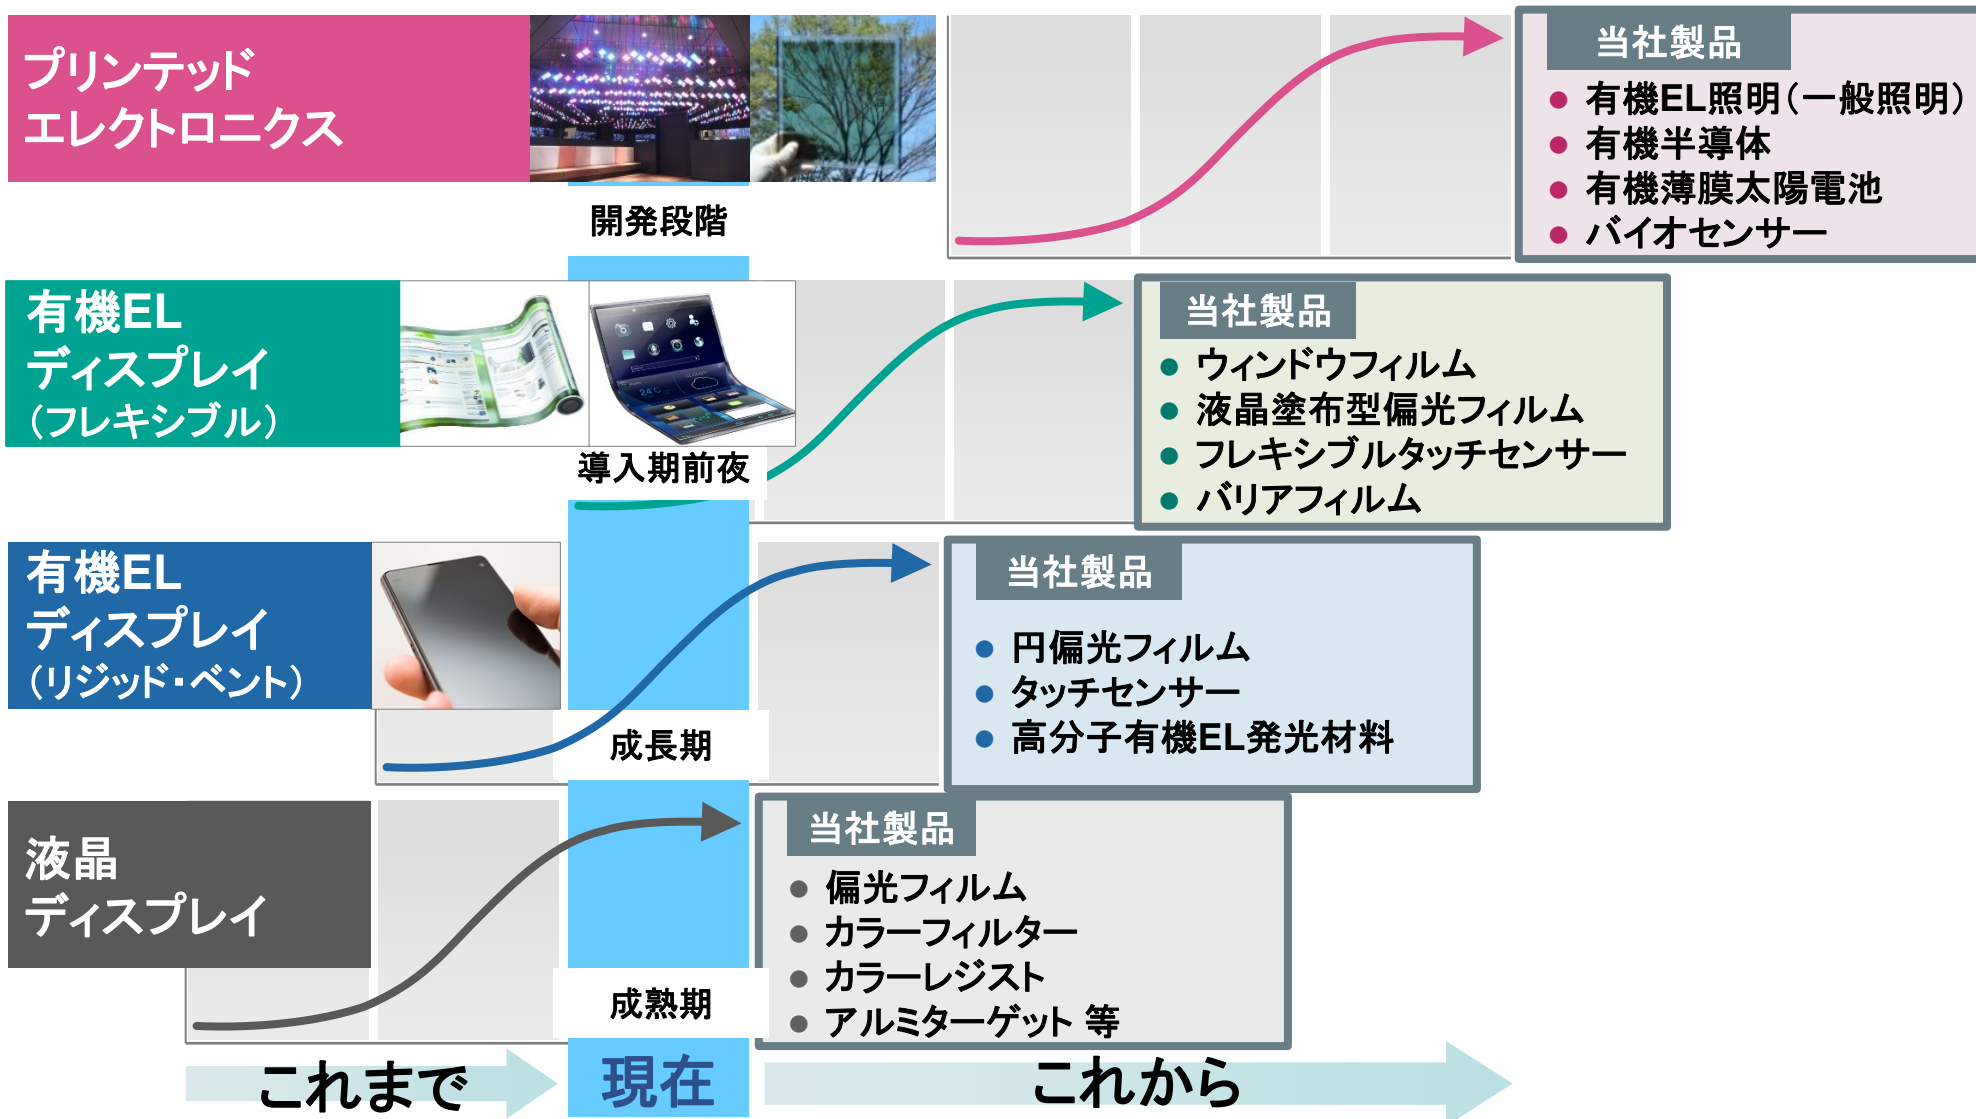 プリンテッド
エレクトロニクス
開発段階
当社製品
● 有機EL照明（一般照明）
● 有機半導体
● 有機薄膜太陽電池
● バイオセンサー
有機EL
ディスプレイ
（フレキシブル）
導入期前夜
当社製品
● ウィンドウフィルム
● 液晶塗布型偏光フィルム
● フレキシブルタッチセンサー
● バリアフィルム
有機EL
ディスプレイ
（リジッド・ベント）
成長期
当社製品
● 円偏光フィルム
● タッチセンサー
● 高分子有機EL発光材料
液晶
ディスプレイ
成熟期
当社製品
● 偏光フィルム
● カラーフィルター
● カラーレジスト
● アルミターゲット 等
これまで
現在
これから